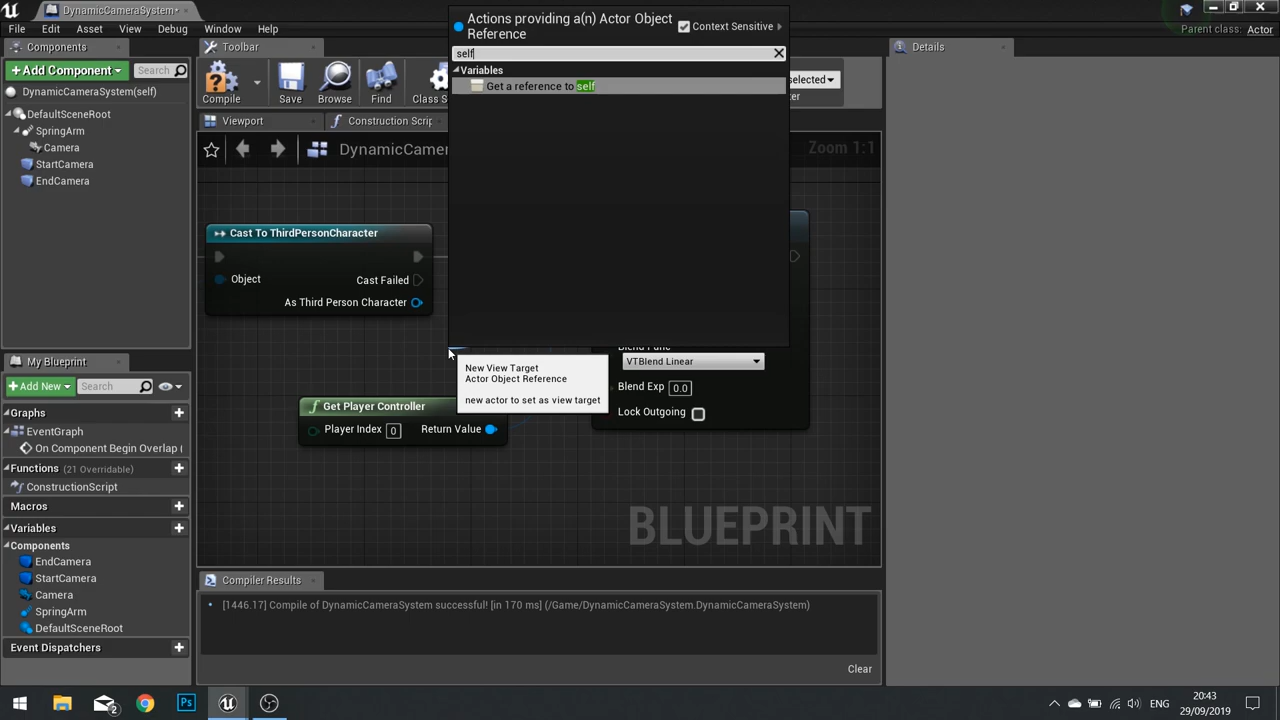 DynamicCameraSystem*
File
Edit
Asset
View
Debug
Window
Help
Parent class: Actor
Components
Add Component
Search
DynamicCameraSystem(self)
DefaultSceneRoot
SpringArm
Camera
StartCamera
EndCamera
My Blueprint
Add New
Search
Graphs
EventGraph
On Component Begin Overlap (
Functions (21 Overridable)
ConstructionScript
Macros
Variables
Components
EndCamera
StartCamera
Camera
SpringArm
DefaultSceneRoot
Event Dispatchers
Toolbar
Compile
Save
Browse
Find
Class S
selected
ter
Viewport
Construction Scrip
DynamicCamer
Zoom 1:1
Actions providing a(n) Actor Object
Reference
Context Sensitive
self
Variables
Get a reference to self
Cast To ThirdPersonCharacter
Object
Cast Failed
As Third Person Character
New View Target
Actor Object Reference
new actor to set as view target
Get Player Controller
Player Index 0
Return Value
Blend Func
VTBlend Linear
Blend Exp 0.0
Lock Outgoing
BLUEPRINT
Compiler Results
[1446.17] Compile of DynamicCameraSystem successful! [in 170 ms] (/Game/DynamicCameraSystem.DynamicCameraSystem)
Clear
Details
2
Ps
ENG
20:43
29/09/2019